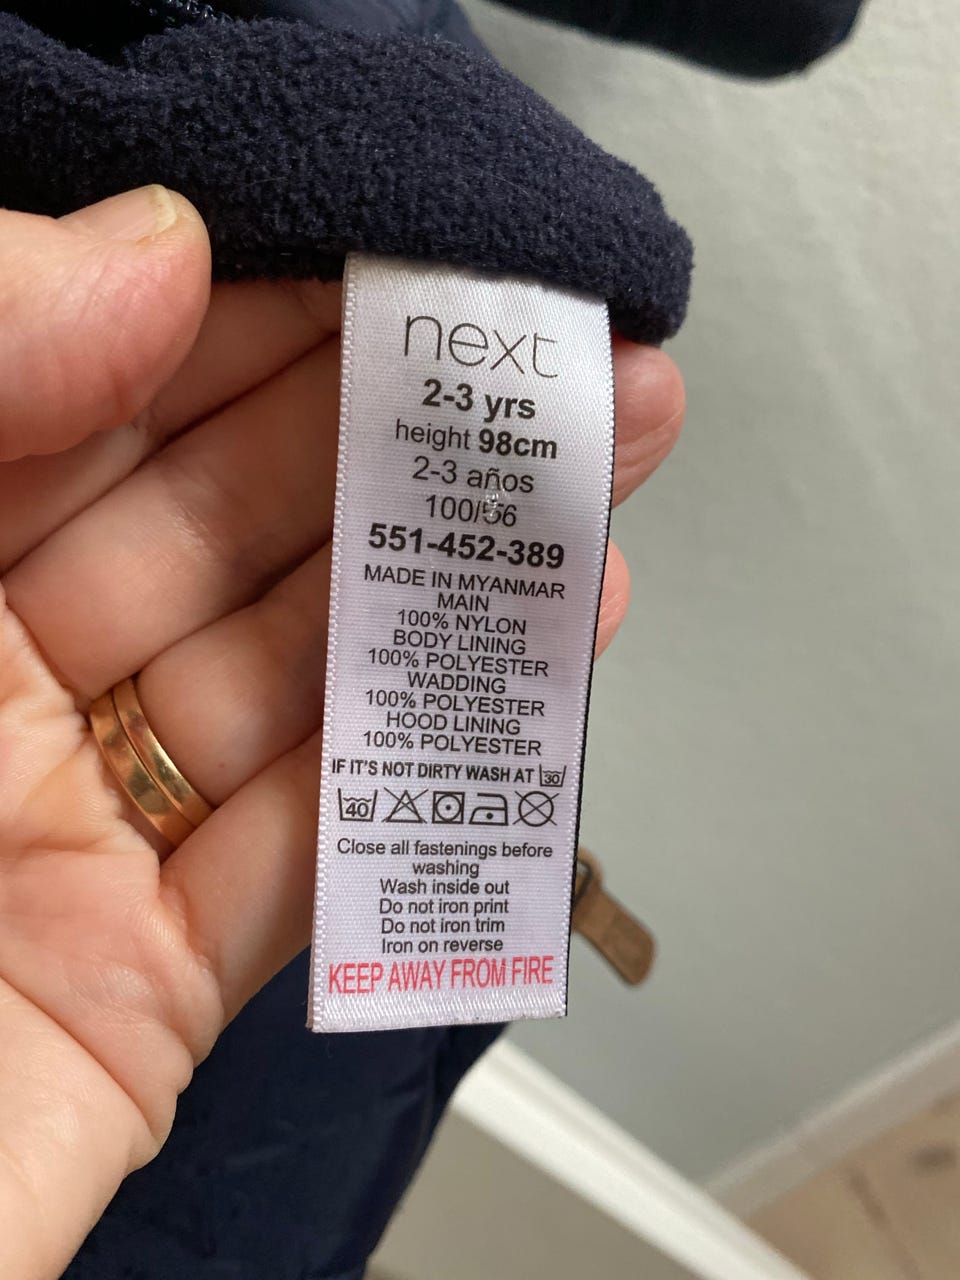 next
2-3 yrs
height 98cm
2-3 años
100/56
551-452-389
MADE IN MYANMAR
MAIN
100% NYLON
BODY LINING
100% POLYESTER
WADDING
100% POLYESTER
HOOD LINING
100% POLYESTER
IF IT'S NOT DIRTY WASH AT 30
40
Close all fastenings before
washing
Wash inside out
Do not iron print
Do not iron trim
Iron on reverse
KEEP AWAY FROM FIRE